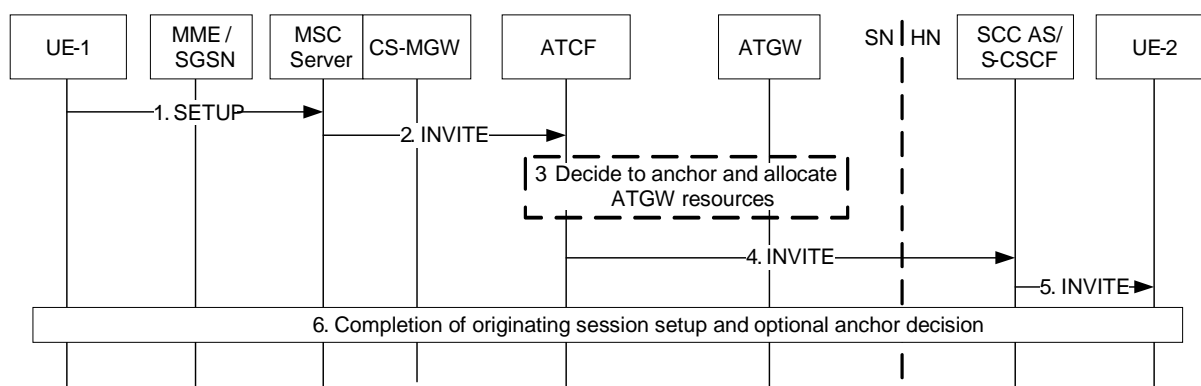 UE-1
MME /
SGSN
MSC
Server
CS-MGW
ATCF
ATGW
SN
HN
SCC AS/
S-CSCF
UE-2
1. SETUP
2. INVITE
3 Decide to anchor and allocate
ATGW resources
4. INVITE
5. INVITE
6. Completion of originating session setup and optional anchor decision